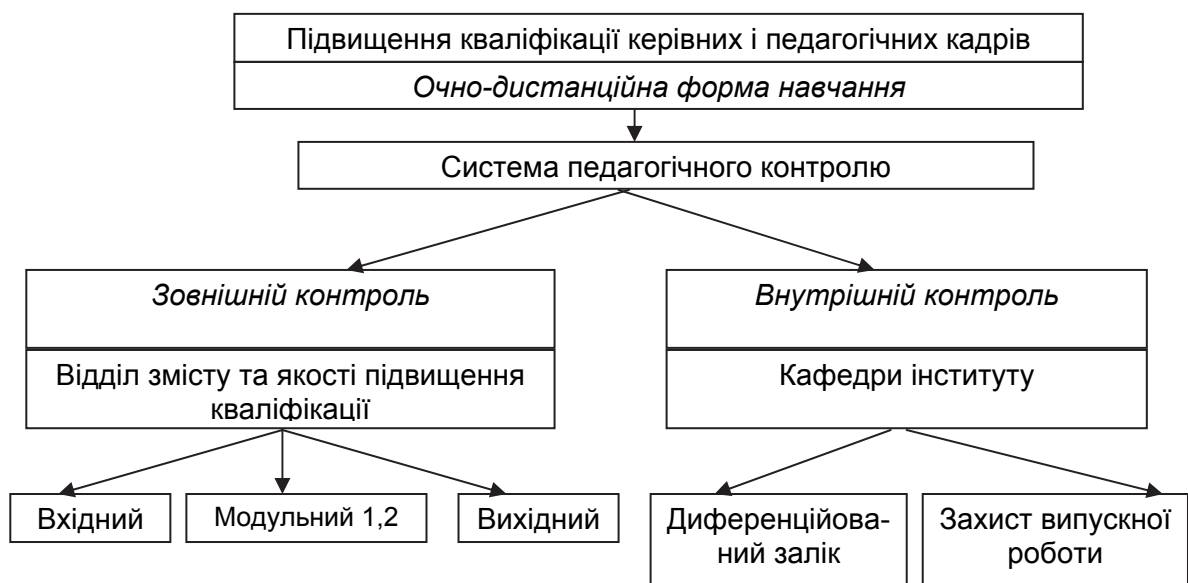 Підвищення кваліфікації керівних і педагогічних кадрів
Очно-дистанційна форма навчання
Система педагогічного контролю
Зовнішній контроль
Внутрішній контроль
Відділ змісту та якості підвищення
кваліфікації
Кафедри інституту
Вхідний
Модульний 1,2
Вихідний
Диференційова-
ний залік
Захист випускної
роботи